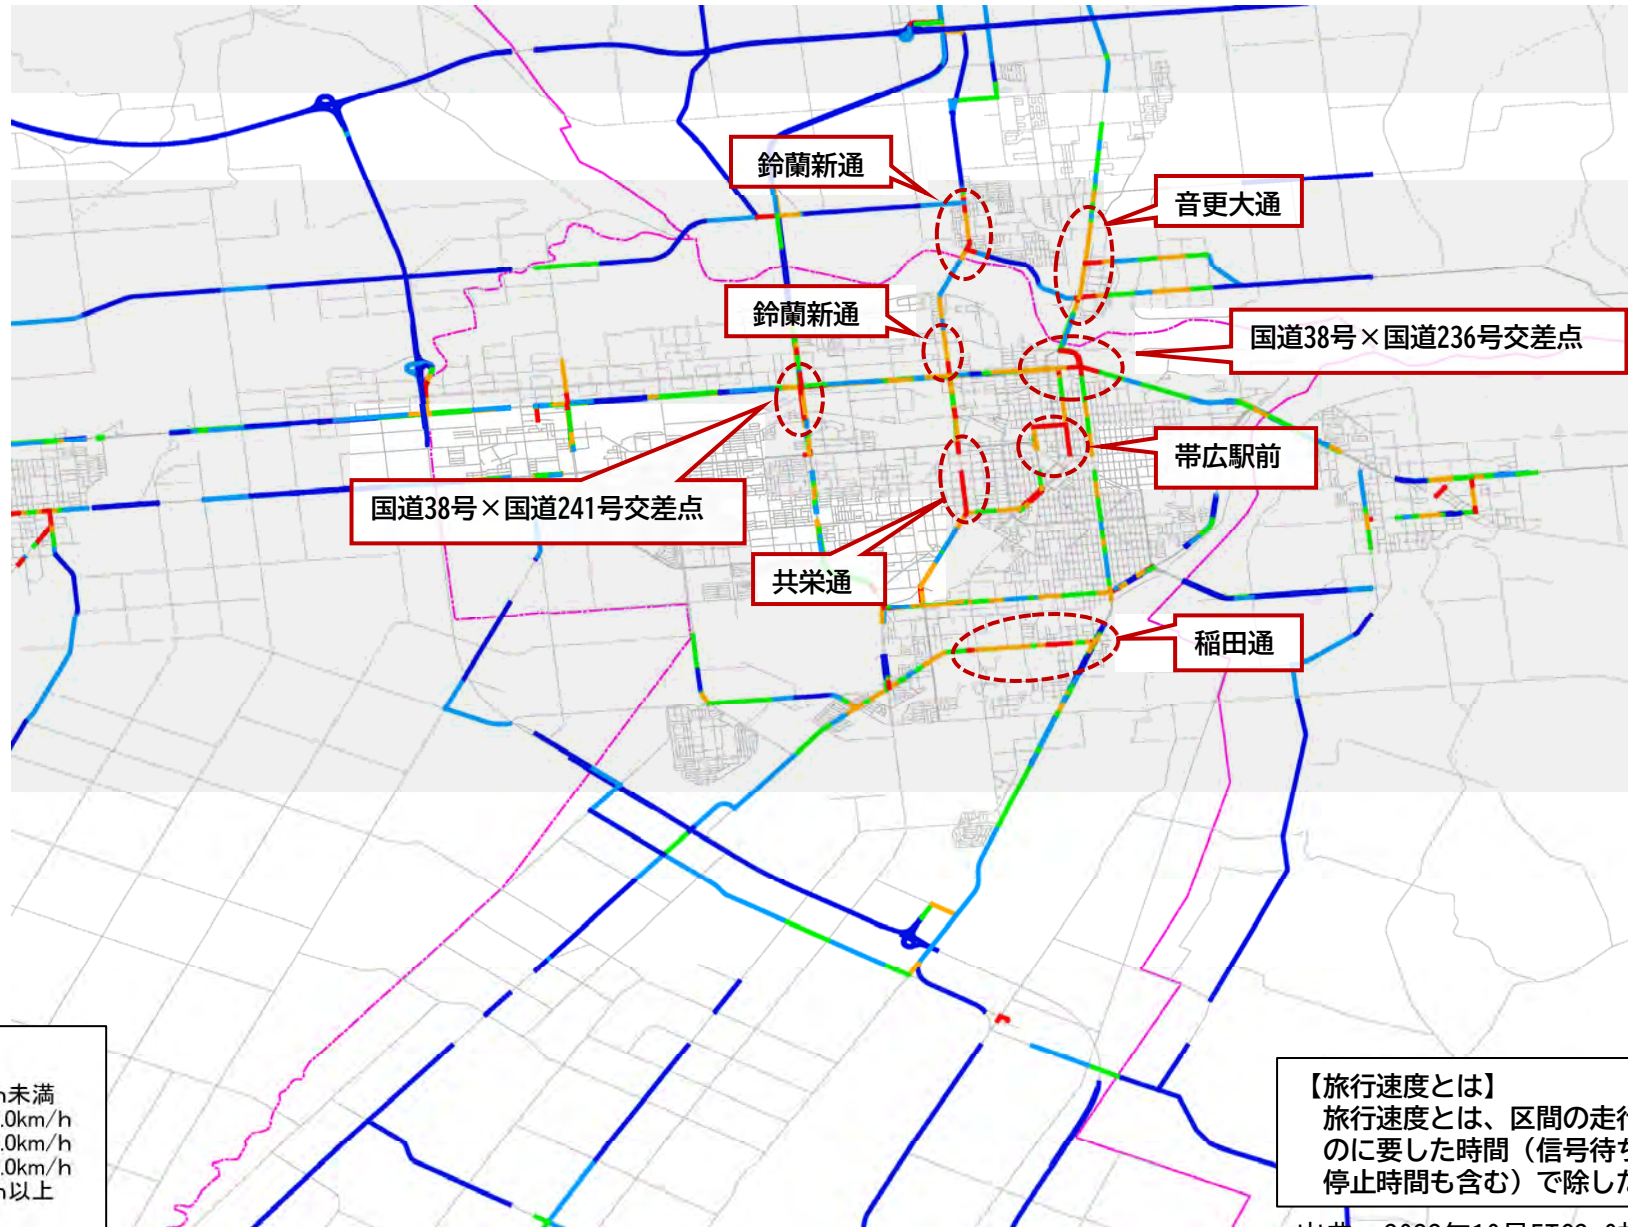 鈴蘭新通
音更大通
鈴蘭新通
国道38号×国道236号交差点
帯広駅前
国道38号×国道241号交差点
共栄通
稲田通
未満
.0km/h
.0km/h
.0km/h
以上
【旅行速度とは】
旅行速度とは、区間の走行
のに要した時間（信号待ち
停止時間も含む）で除した